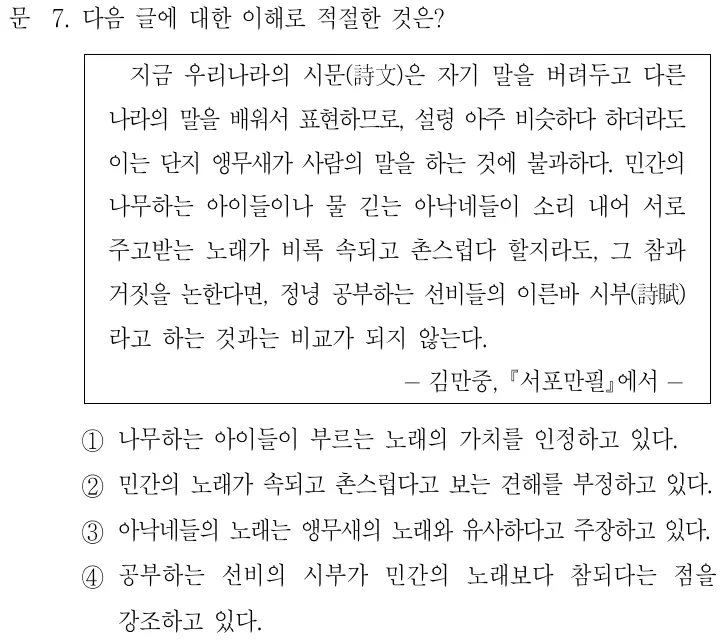 문 7. 다음 글에 대한 이해로 적절한 것은?
지금 우리나라의 시문(詩文)은 자기 말을 버려두고 다른
나라의 말을 배워서 표현하므로, 설령 아주 비슷하다 하더라도
이는 단지 앵무새가 사람의 말을 하는 것에 불과하다. 민간의
나무하는 아이들이나 물 긷는 아낙네들이 소리 내어 서로
주고받는 노래가 비록 속되고 촌스럽다 할지라도, 그 참과
거짓을 논한다면, 정녕 공부하는 선비들의 이른바 시부(詩賦)
라고 하는 것과는 비교가 되지 않는다.
– 김만중, 『서포만필』에서 –
① 나무하는 아이들이 부르는 노래의 가치를 인정하고 있다.
② 민간의 노래가 속되고 촌스럽다고 보는 견해를 부정하고 있다.
③ 아낙네들의 노래는 앵무새의 노래와 유사하다고 주장하고 있다.
④ 공부하는 선비의 시부가 민간의 노래보다 참되다는 점을
강조하고 있다.